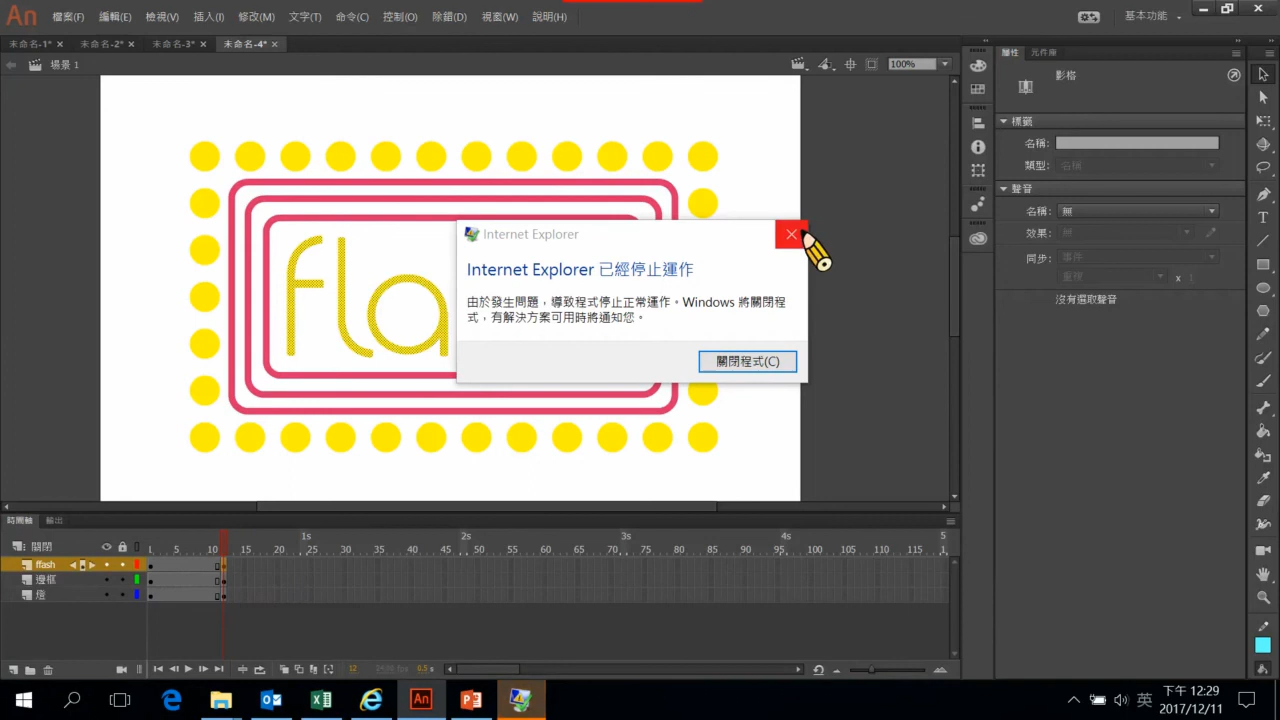 An 檔案(F) 編輯(E) 檢視(V) 插入(I) 修改(M) 文字(T) 命令(C) 控制(O) 除錯(D) 視窗(W) 說明(H) 基本功能
未命名-1* × 未命名-2* × 未命名-3* × 未命名-4* ×
場景 1 100%
屬性 元件庫
影格
標籤
名稱:
類型: 名稱
聲音
名稱: 無
效果: 無
同步: 事件
重複 x 1
沒有選取聲音
fla
Internet Explorer
Internet Explorer 已經停止運作
由於發生問題,導致程式停止正常運作。Windows 將關閉程
式,有解決方案可用時將通知您。
關閉程式(C)
時間軸 輸出
1s 2s 3s 4s 5
關閉 1 5 10 15 20 25 30 35 40 45 50 55 60 65 70 75 80 85 90 95 100 105 110 115 1
ffash
邊框
燈
12 24.00 fps 0.5 s
英 下午 12:29
2017/12/11